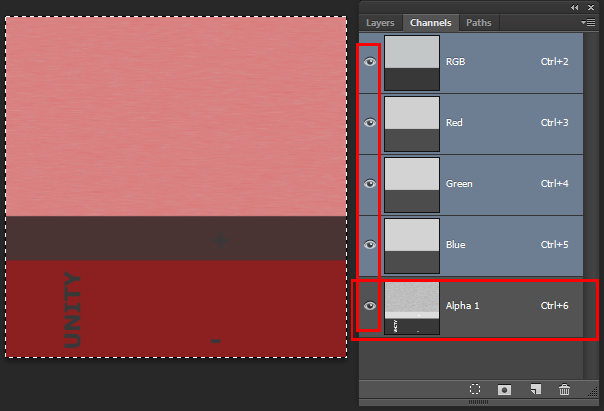 Layers Channels Paths
RGB Ctrl+2
Red Ctrl+3
Green Ctrl+4
Blue Ctrl+5
Alpha 1 Ctrl+6
+
UNITY
-